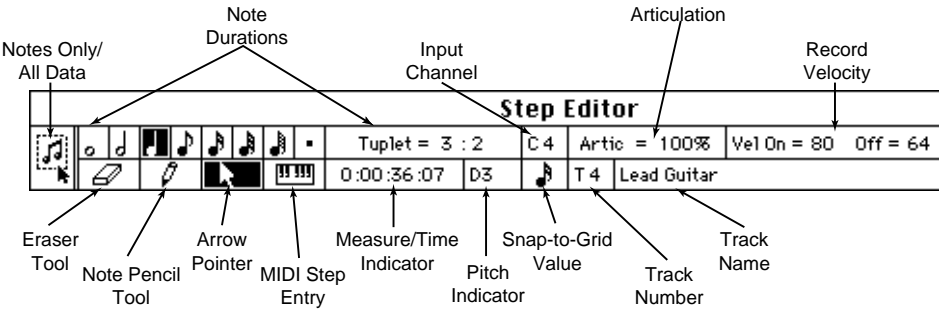 Note
Durations
Articulation
Notes Only/
All Data
Input
Channel
Record
Velocity
Step Editor
Tuplet = 3 : 2
C 4
Artic = 100%
Vel On = 80 Off = 64
0:00:36:07
D3
T 4
Lead Guitar
Eraser
Tool
Note Pencil
Tool
Arrow
Pointer
MIDI Step
Entry
Measure/Time
Indicator
Pitch
Indicator
Snap-to-Grid
Value
Track
Number
Track
Name